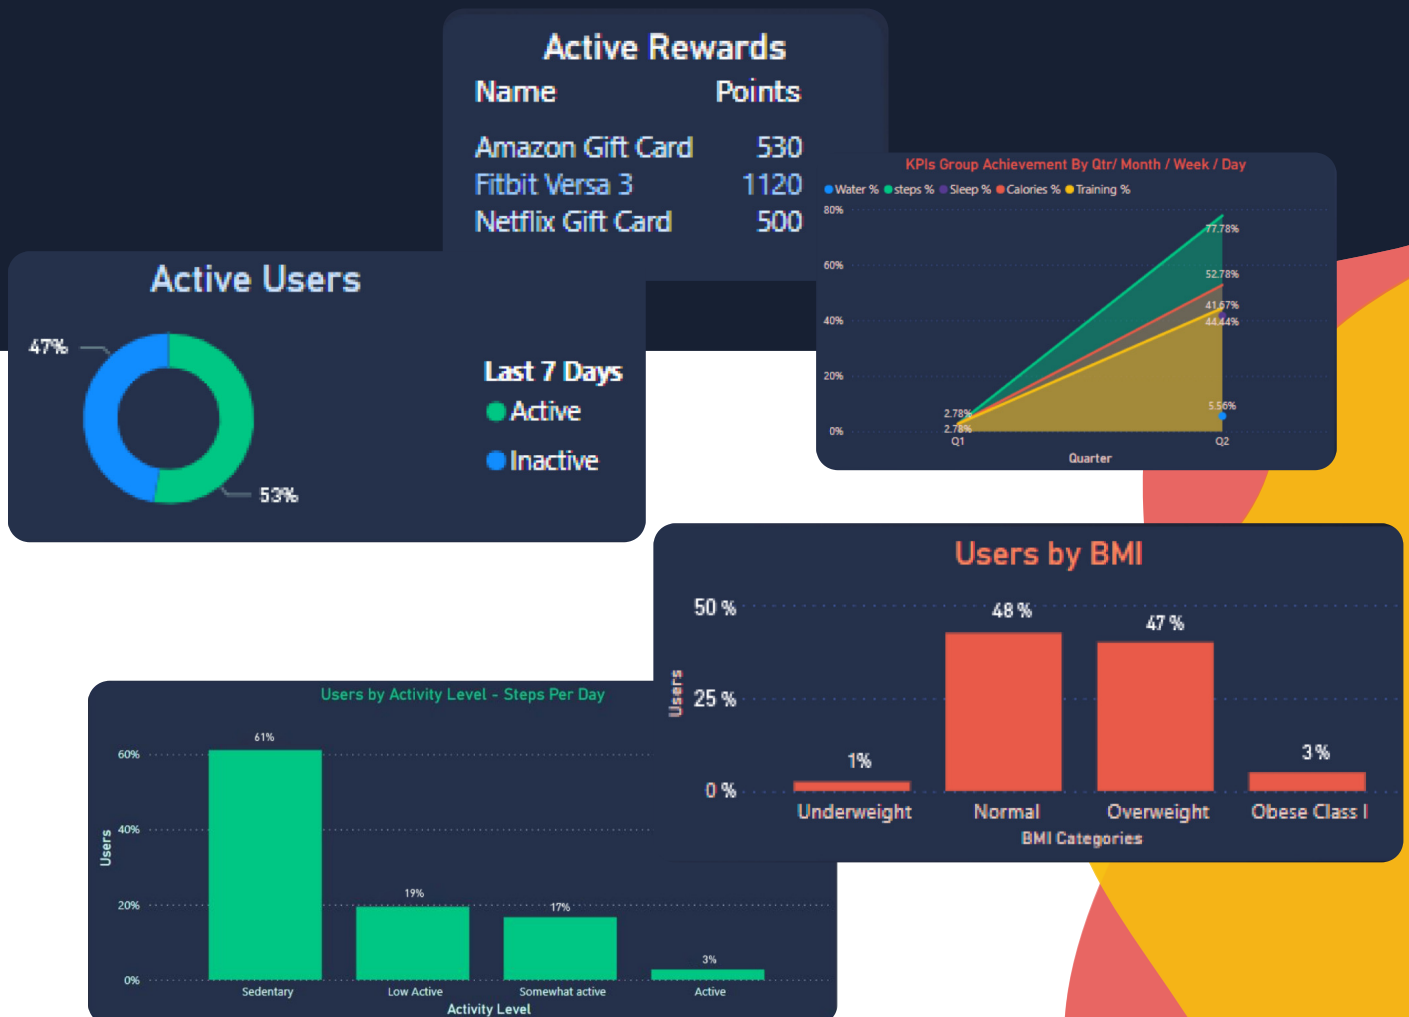 Active Rewards
Name Points
Amazon Gift Card 530
Fitbit Versa 3 1120
Netflix Gift Card 500
KPIs Group Achievement By Qtr/ Month / Week / Day
Water % steps % Sleep % Calories % Training %
80%
60%
40%
20%
0%
77.78%
52.78%
41.67%
44.44%
5.56%
2.78%
2.78%
Q1 Q2
Quarter
Active Users
47%
53%
Last 7 Days
Active
Inactive
Users by BMI
Users
50 %
25 %
0 %
1% 48 % 47 % 3 %
Underweight Normal Overweight Obese Class I
BMI Categories
Users by Activity Level - Steps Per Day
Users
60%
40%
20%
0%
61% 19% 17% 3%
Sedentary Low Active Somewhat active Active
Activity Level